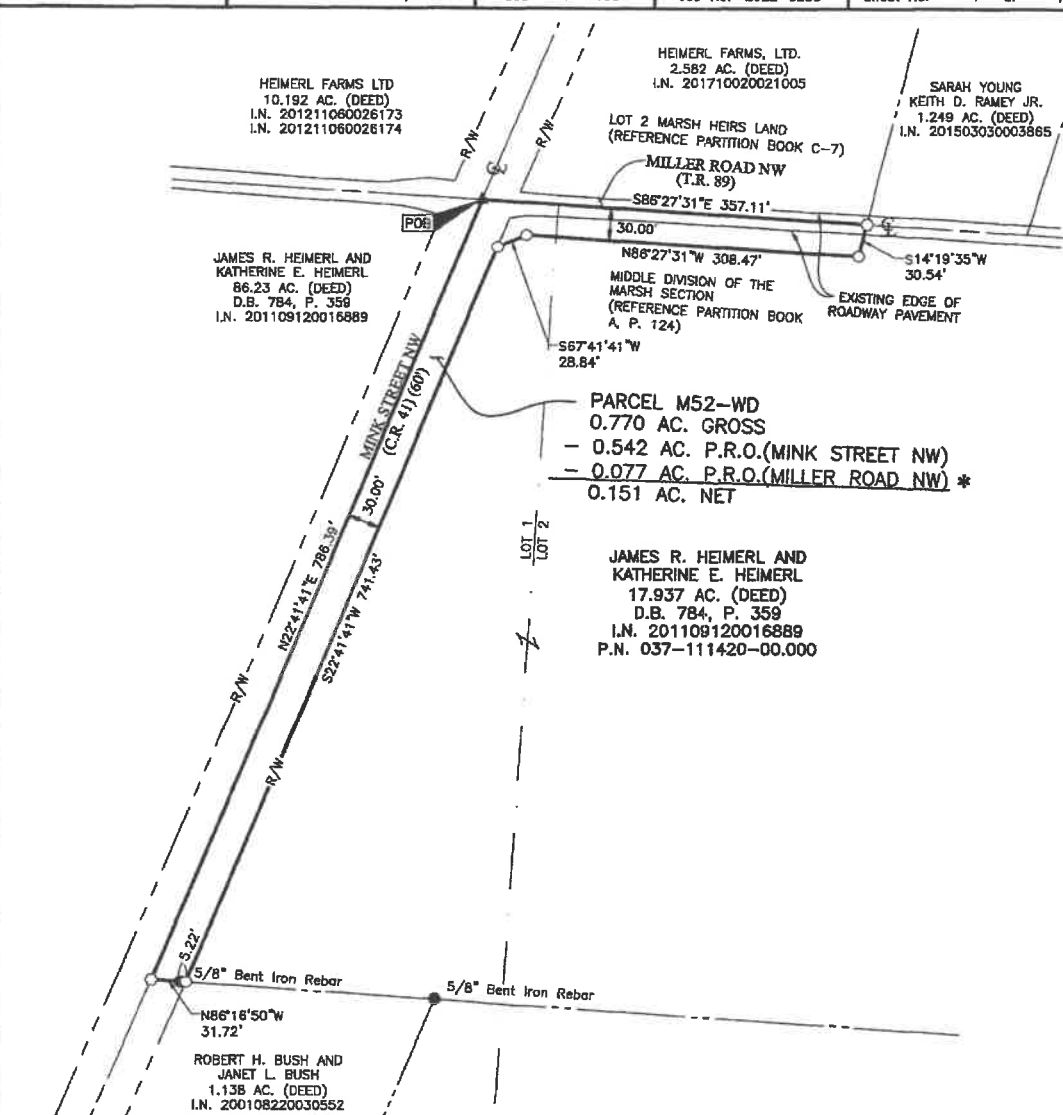 HEIMERL FARMS LTD
10.192 AC. (DEED)
I.N. 201211060026173
I.N. 201211060026174
HEIMERL FARMS, LTD.
2.582 AC. (DEED)
I.N. 201710020021005
SARAH YOUNG
KEITH D. RAMEY JR.
1.249 AC. (DEED)
I.N. 201503030003865
R/W
R/W
LOT 2 MARSH HEIRS LAND
(REFERENCE PARTITION BOOK C-7)
MILLER ROAD NW
(T.R. 89)
S86°27'31"E 357.11'
POB
30.00'
N86°27'31"W 308.47'
S14°19'35"W
30.54'
JAMES R. HEIMERL AND
KATHERINE E. HEIMERL
86.23 AC. (DEED)
D.B. 784, P. 359
I.N. 201109120016889
MIDDLE DIVISION OF THE
MARSH SECTION
(REFERENCE PARTITION BOOK
A, P. 124)
EXISTING EDGE OF
ROADWAY PAVEMENT
S67°41'41"W
28.84'
MINK STREET NW
(C.R. 41) (60')
PARCEL M52-WD
0.770 AC. GROSS
- 0.542 AC. P.R.O.(MINK STREET NW)
- 0.077 AC. P.R.O.(MILLER ROAD NW) *
0.151 AC. NET
30.00'
LOT 1
LOT 2
JAMES R. HEIMERL AND
KATHERINE E. HEIMERL
17.937 AC. (DEED)
D.B. 784, P. 359
I.N. 201109120016889
P.N. 037-111420-00.000
N22°41'41"E 786.39'
S22°41'41"W 741.43'
R/W
R/W
5.22'
5/8" Bent Iron Rebar
5/8" Bent Iron Rebar
N86°16'50"W
31.72'
ROBERT H. BUSH AND
JANET L. BUSH
1.138 AC. (DEED)
I.N. 200108220030552